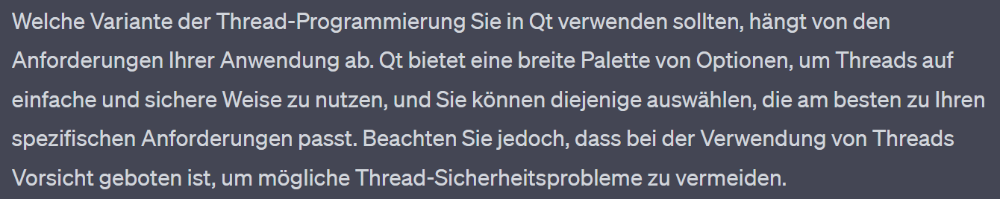 Welche Variante der Thread-Programmierung Sie in Qt verwenden sollten, hängt von den
Anforderungen Ihrer Anwendung ab. Qt bietet eine breite Palette von Optionen, um Threads auf
einfache und sichere Weise zu nutzen, und Sie können diejenige auswählen, die am besten zu Ihren
spezifischen Anforderungen passt. Beachten Sie jedoch, dass bei der Verwendung von Threads
Vorsicht geboten ist, um mögliche Thread-Sicherheitsprobleme zu vermeiden.